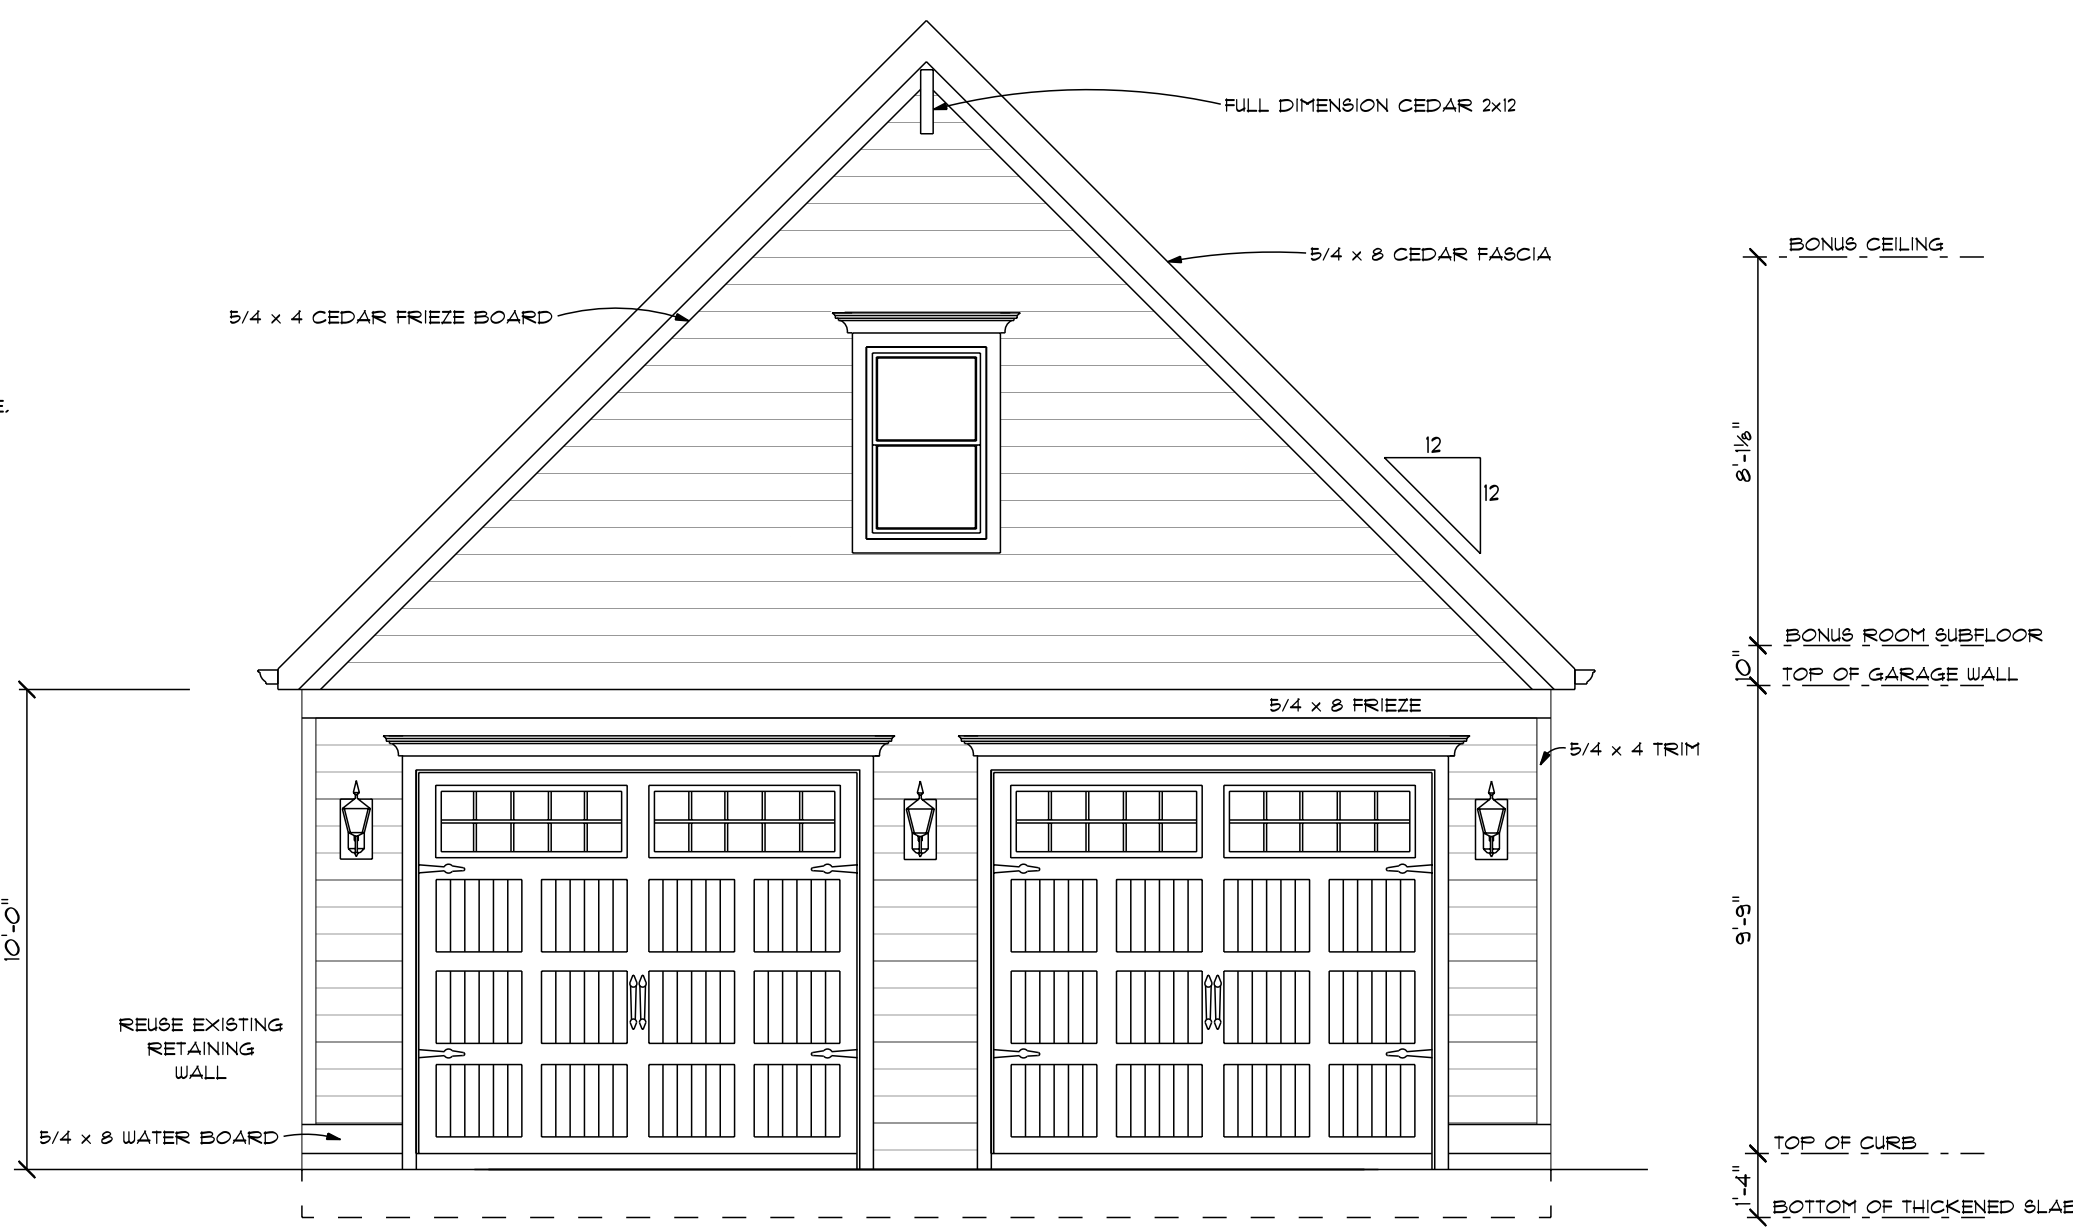 FULL DIMENSION CEDAR 2x12
BONUS CEILING
5/4 x 8 CEDAR FASCIA
5/4 x 4 CEDAR FRIEZE BOARD
E,
12
12
8'-1⅛"
BONUS ROOM SUBFLOOR
10"
TOP OF GARAGE WALL
5/4 x 8 FRIEZE
5/4 x 4 TRIM
10'-0"
9'-9"
REUSE EXISTING
RETAINING
WALL
5/4 x 8 WATER BOARD
TOP OF CURB
1'-4"
BOTTOM OF THICKENED SLAB